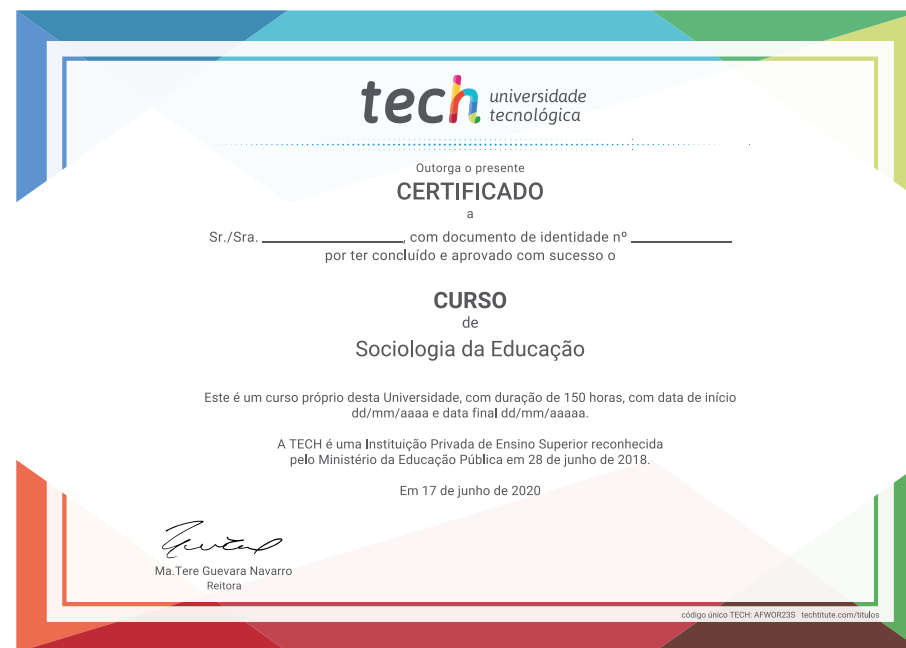 tech universidade
tecnológica
Outorga o presente
CERTIFICADO
a
Sr./Sra. ____________________, com documento de identidade nº ______________
por ter concluído e aprovado com sucesso o
CURSO
de
Sociologia da Educação
Este é um curso próprio desta Universidade, com duração de 150 horas, com data de início
dd/mm/aaaa e data final dd/mm/aaaaa.
A TECH é uma Instituição Privada de Ensino Superior reconhecida
pelo Ministério da Educação Pública em 28 de junho de 2018.
Em 17 de junho de 2020
Ma.Tere Guevara Navarro
Reitora
código único TECH: AFWOR23S techtitute.com/titulos